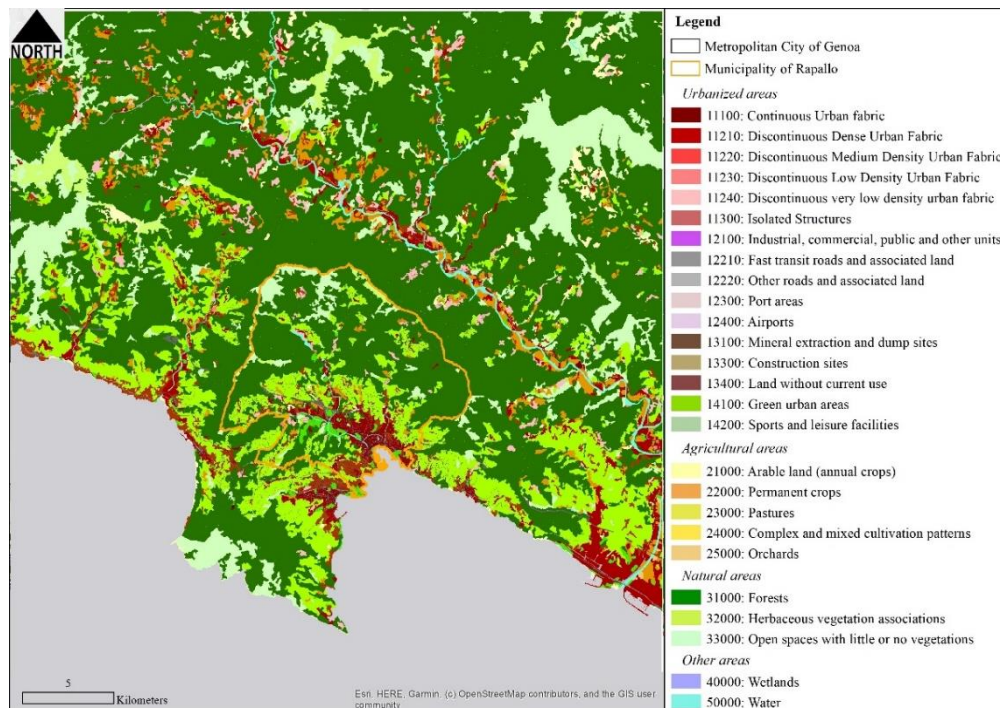 NORTH
5
Kilometers
Esri, HERE, Garmin, (c) OpenStreetMap contributors, and the GIS user
community
Legend
Metropolitan City of Genoa
Municipality of Rapallo
Urbanized areas
11100: Continuous Urban fabric
11210: Discontinuous Dense Urban Fabric
11220: Discontinuous Medium Density Urban Fabric
11230: Discontinuous Low Density Urban Fabric
11240: Discontinuous very low density urban fabric
11300: Isolated Structures
12100: Industrial, commercial, public and other units
12210: Fast transit roads and associated land
12220: Other roads and associated land
12300: Port areas
12400: Airports
13100: Mineral extraction and dump sites
13300: Construction sites
13400: Land without current use
14100: Green urban areas
14200: Sports and leisure facilities
Agricultural areas
21000: Arable land (annual crops)
22000: Permanent crops
23000: Pastures
24000: Complex and mixed cultivation patterns
25000: Orchards
Natural areas
31000: Forests
32000: Herbaceous vegetation associations
33000: Open spaces with little or no vegetations
Other areas
40000: Wetlands
50000: Water